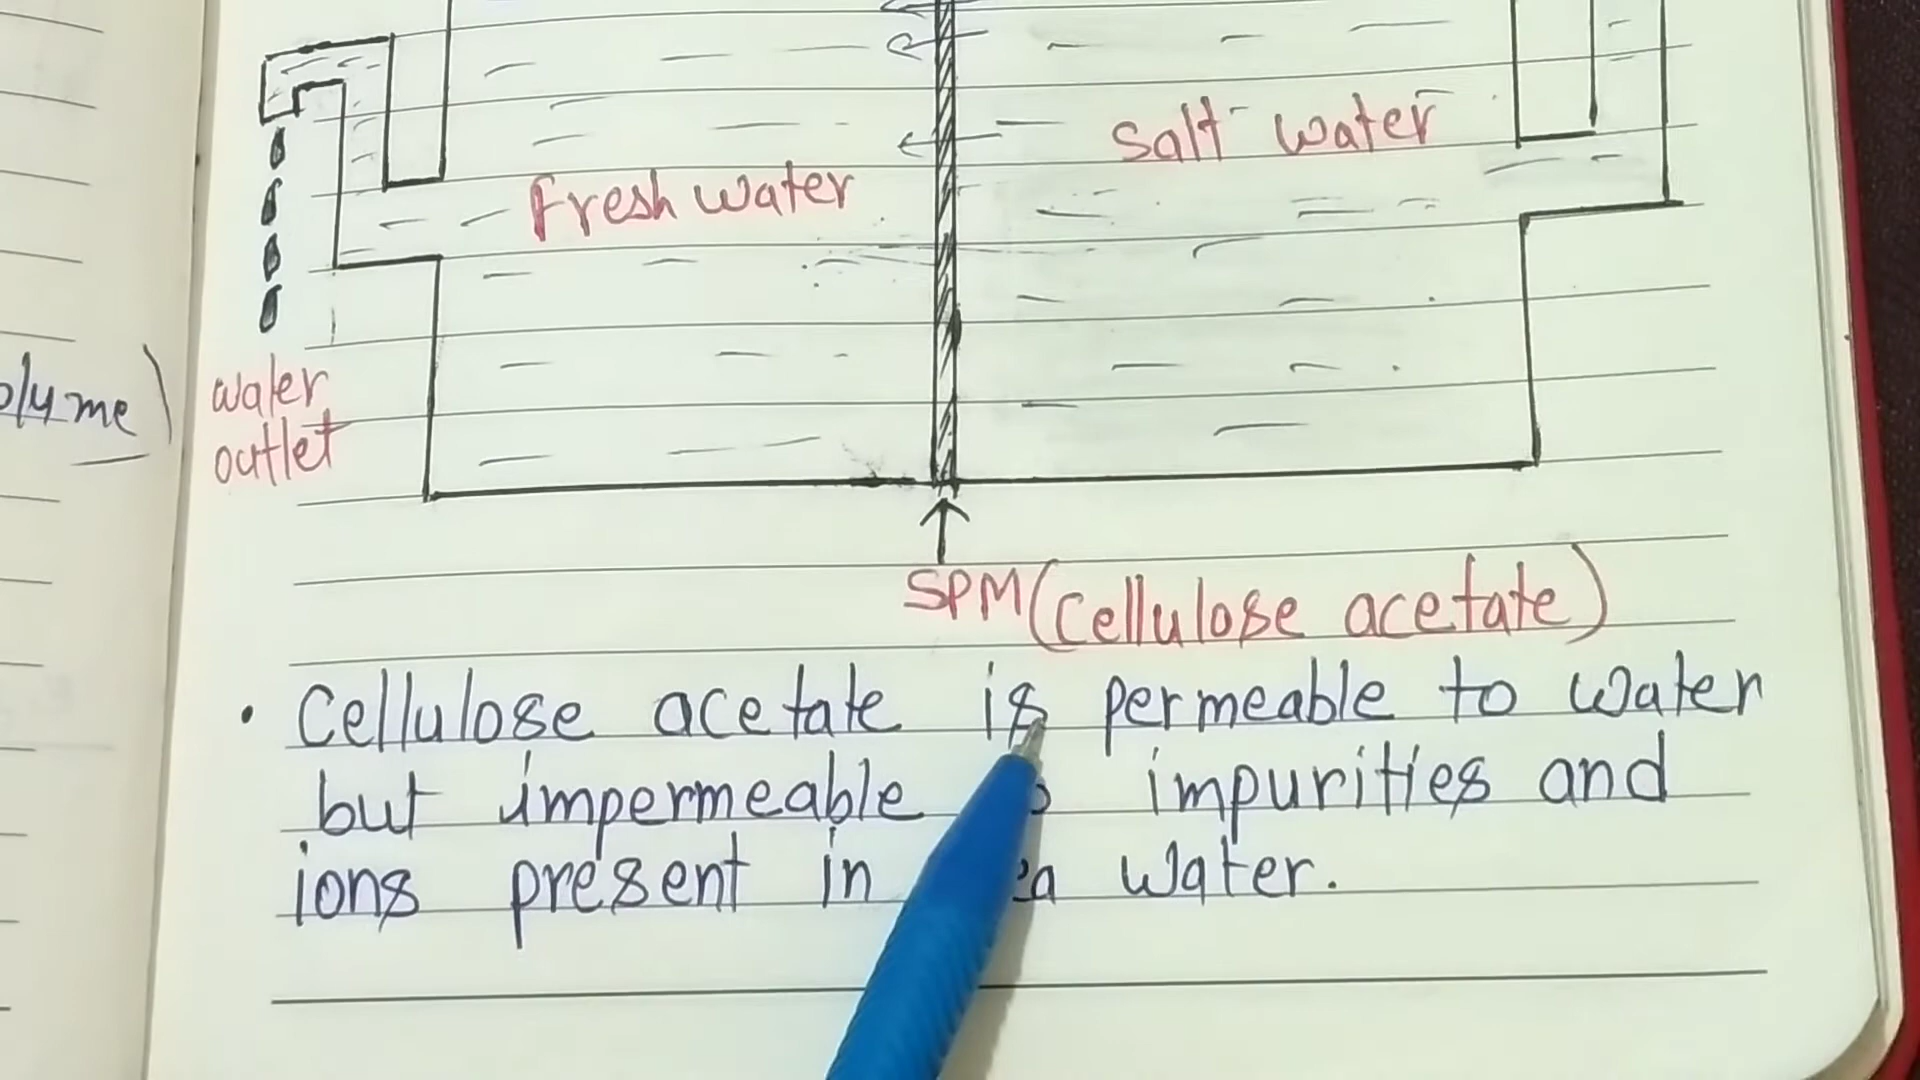 Salt water
Fresh water
water
outlet
SPM (Cellulose acetate)
• Cellulose acetate is permeable to water
but impermeable impurities and
ions present in water.